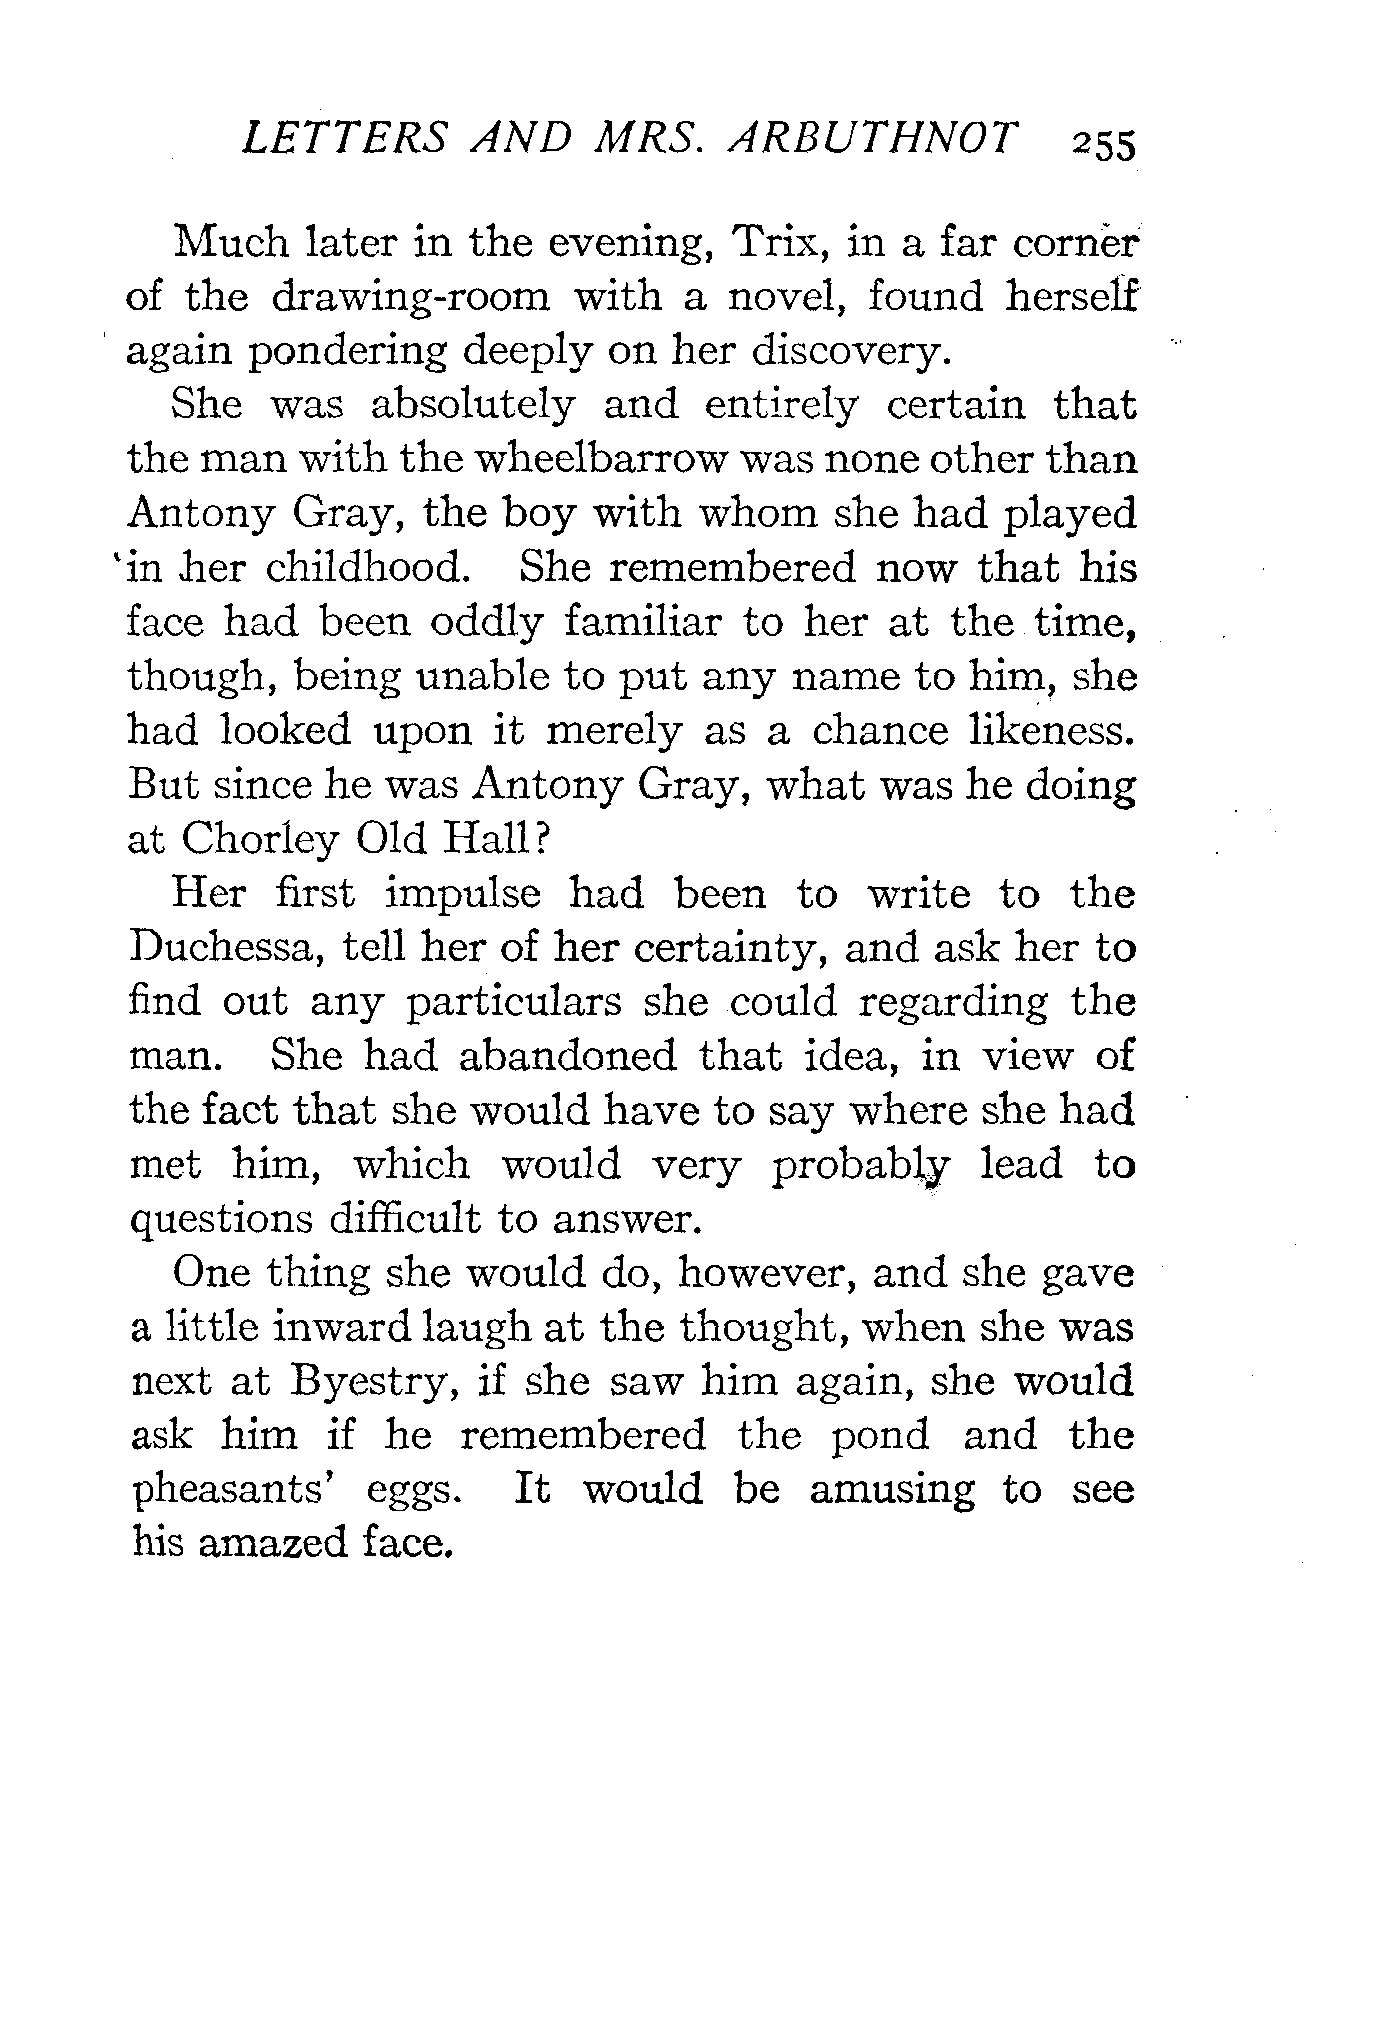 LETTERS AND MRS. ARBUTHNOT 255
Much later in the evening, Trix, in a far corner
of the drawing-room with a novel, found herself
again pondering deeply on her discovery.
She was absolutely and entirely certain that
the man with the wheelbarrow was none other than
Antony Gray, the boy with whom she had played
in her childhood. She remembered now that his
face had been oddly familiar to her at the time,
though, being unable to put any name to him, she
had looked upon it merely as a chance likeness.
But since he was Antony Gray, what was he doing
at Chorley Old Hall?
Her first impulse had been to write to the
Duchessa, tell her of her certainty, and ask her to
find out any particulars she could regarding the
man. She had abandoned that idea, in view of
the fact that she would have to say where she had
met him, which would very probably lead to
questions difficult to answer.
One thing she would do, however, and she gave
a little inward laugh at the thought, when she was
next at Byestry, if she saw him again, she would
ask him if he remembered the pond and the
pheasants' eggs. It would be amusing to see
his amazed face.